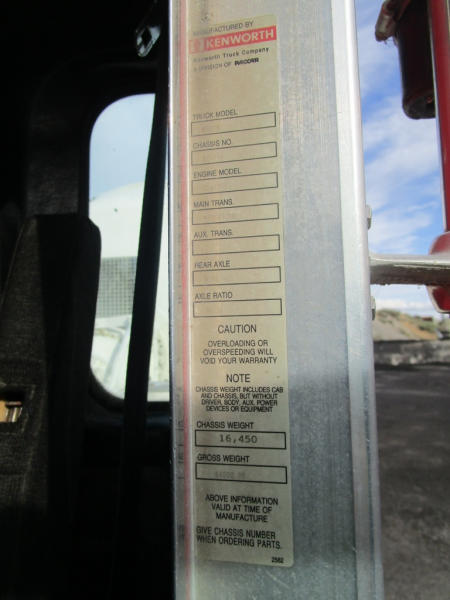 MANUFACTURED BY
KENWORTH
Kenworth Truck Company
A DIVISION OF PACCAR
TRUCK MODEL
CHASSIS NO.
ENGINE MODEL
MAIN TRANS.
AUX. TRANS.
REAR AXLE
AXLE RATIO
CAUTION
OVERLOADING OR
OVERSPEEDING WILL
VOID YOUR WARRANTY
NOTE
CHASSIS WEIGHT INCLUDES CAB
AND CHASSIS, BUT WITHOUT
DRIVER, BODY, AUX. POWER
DEVICES OR EQUIPMENT
CHASSIS WEIGHT
16,450
GROSS WEIGHT
ABOVE INFORMATION
VALID AT TIME OF
MANUFACTURE
GIVE CHASSIS NUMBER
WHEN ORDERING PARTS.
2582